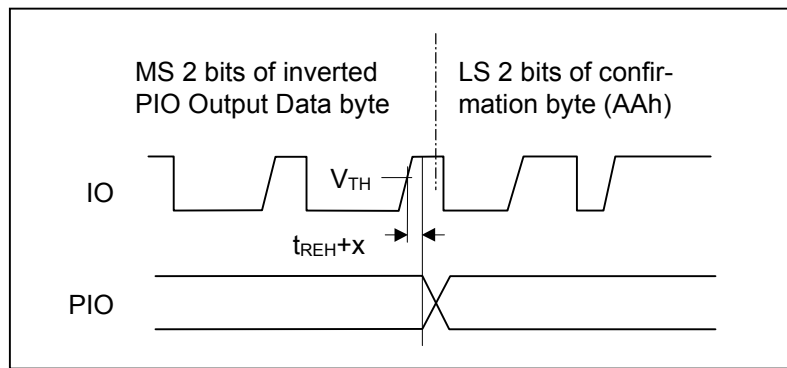 MS 2 bits of inverted
PIO Output Data byte
LS 2 bits of confir-
mation byte (AAh)
IO
VTH
tREH+x
PIO